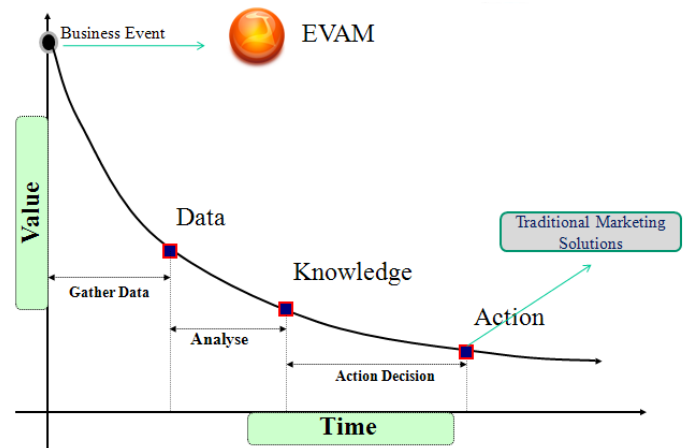 Business Event
EVAM
Value
Data
Traditional Marketing
Solutions
Knowledge
Gather Data
Action
Analyse
Action Decision
Time